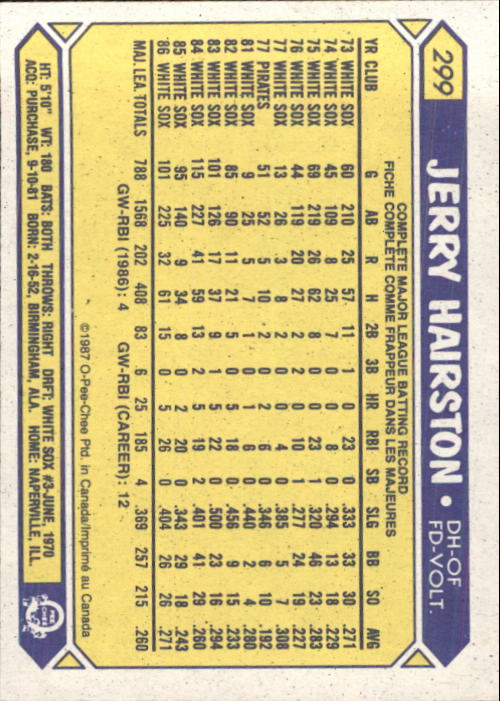 299
JERRY HAIRSTON • DH-OF
FD-VOLT.
COMPLETE MAJOR LEAGUE BATTING RECORD
FICHE COMPLÈTE COMME FRAPPEUR DANS LES MAJEURES
YR CLUB G AB R H 2B 3B HR RBI SB SLG BB SO AVG
73 WHITE SOX 60 210 25 57 11 1 0 23 0 .333 33 30 .271
74 WHITE SOX 45 109 8 25 7 0 0 8 0 .294 13 18 .229
75 WHITE SOX 69 219 26 62 8 0 0 23 1 .320 46 23 .283
76 WHITE SOX 44 119 20 27 2 2 0 10 1 .277 24 19 .227
77 WHITE SOX 13 26 3 8 2 0 0 4 0 .385 5 7 .308
77 PIRATES 51 52 5 10 2 0 2 6 0 .346 6 10 .192
81 WHITE SOX 9 25 5 7 1 0 1 6 0 .440 2 4 .280
82 WHITE SOX 85 90 11 21 5 0 5 18 0 .456 9 15 .233
83 WHITE SOX 101 126 17 37 9 1 5 22 0 .500 23 16 .294
84 WHITE SOX 115 227 41 59 13 2 5 19 2 .401 41 29 .260
85 WHITE SOX 95 140 9 34 8 0 2 20 0 .343 29 18 .243
86 WHITE SOX 101 225 32 61 15 0 5 26 0 .404 26 26 .271
MAJ. LEA. TOTALS 788 1568 202 408 83 6 25 185 4 .369 257 215 .260
GW-RBI (1986): 4 GW-RBI (CAREER): 12
©1987 O-Pee-Chee Ptd. in Canada/Imprimé au Canada
HT: 5'10" WT: 180 BATS: BOTH THROWS: RIGHT DRFT: WHITE SOX #3-JUNE, 1970
ACQ: PURCHASE, 9-10-81 BORN: 2-16-52, BIRMINGHAM, ALA. HOME: NAPERVILLE, ILL.
O-PEE-CHEE